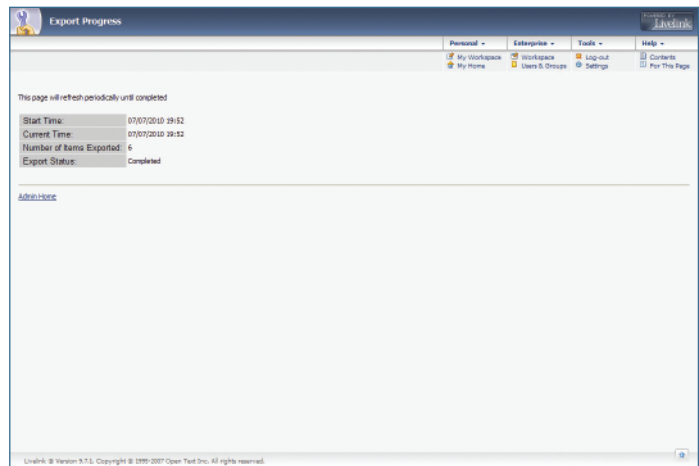 Export Progress
POWERED BY
Livelink
Personal
Enterprise
Tools
Help
My Workspace
Workspace
Log-out
Contents
My Home
Users & Groups
Settings
For This Page
This page will refresh periodically until completed
Start Time: 07/07/2010 19:52
Current Time: 07/07/2010 19:52
Number of Items Exported: 6
Export Status: Completed
Admin Home
Livelink ® Version 9.7.1. Copyright © 1995-2007 Open Text Inc. All rights reserved.